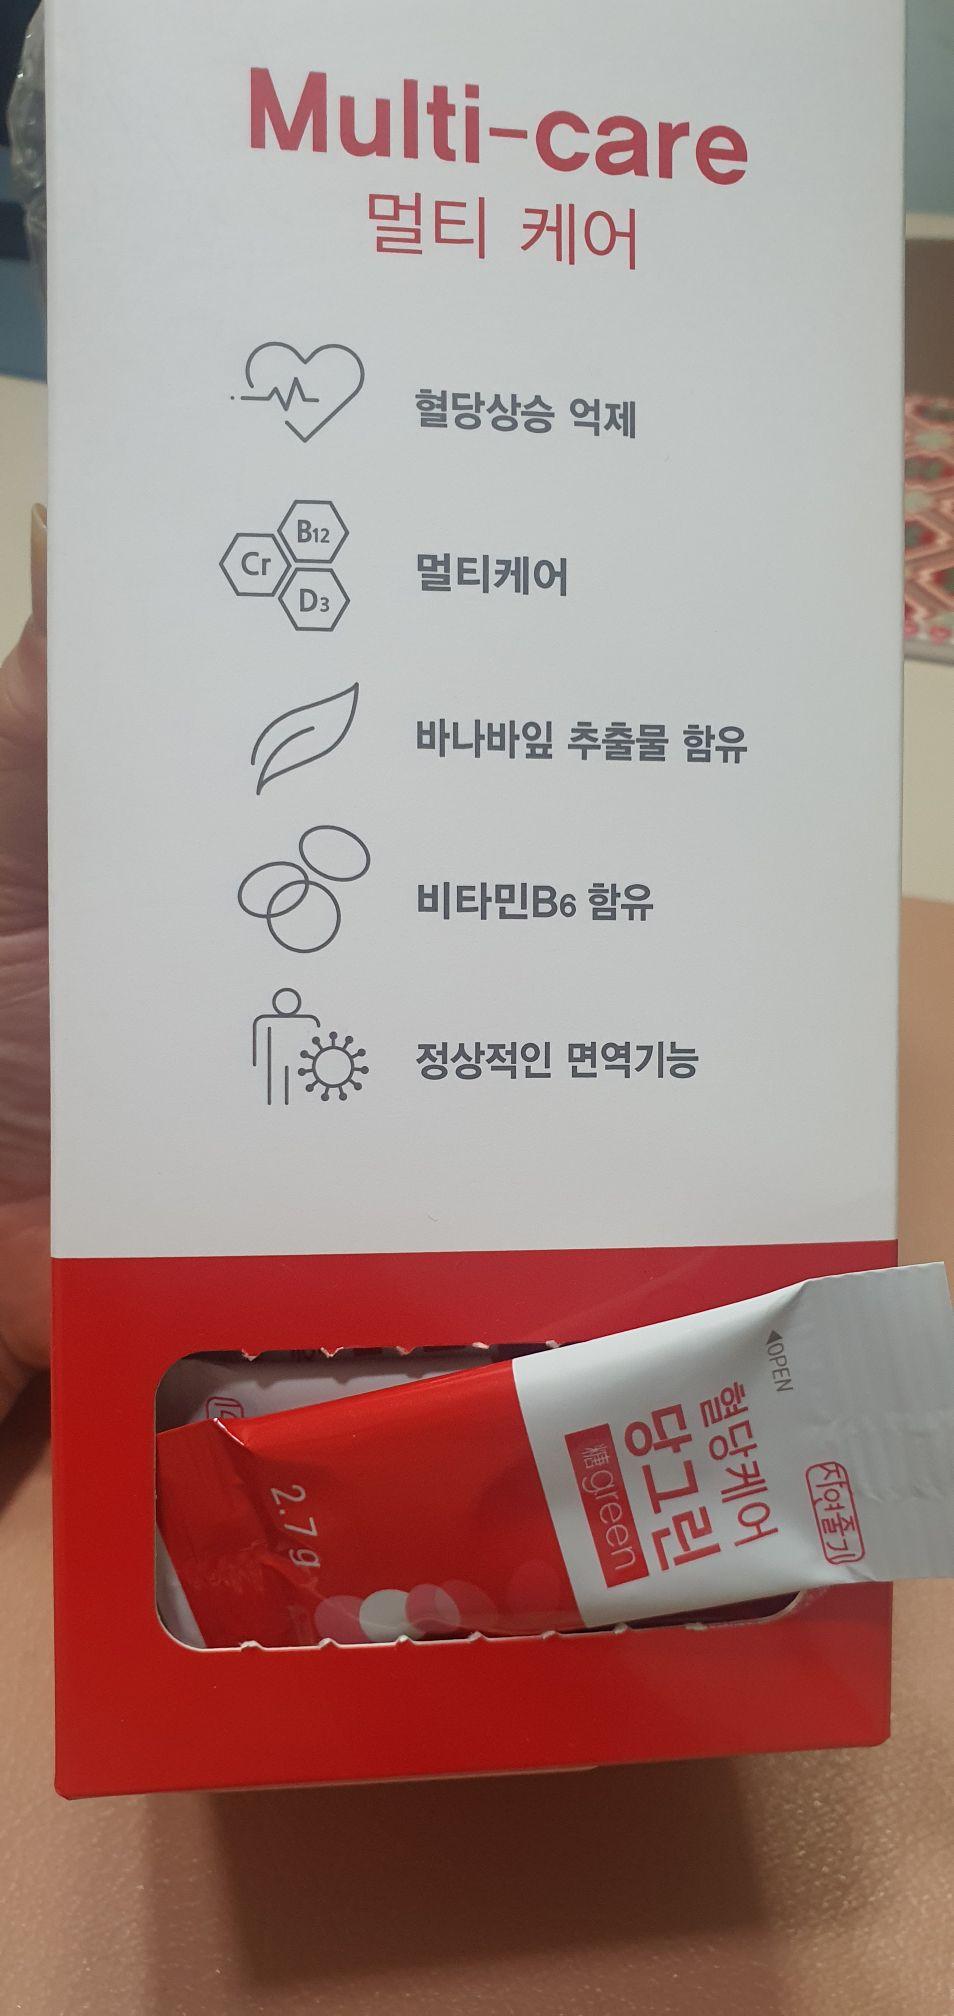 Multi-care
멀티 케어
혈당상승 억제
Cr
B12
D3
멀티케어
바나바잎 추출물 함유
비타민B6 함유
정상적인 면역기능
◀OPEN
자연줄기
혈당케어
당그린
糖green
2.7 g